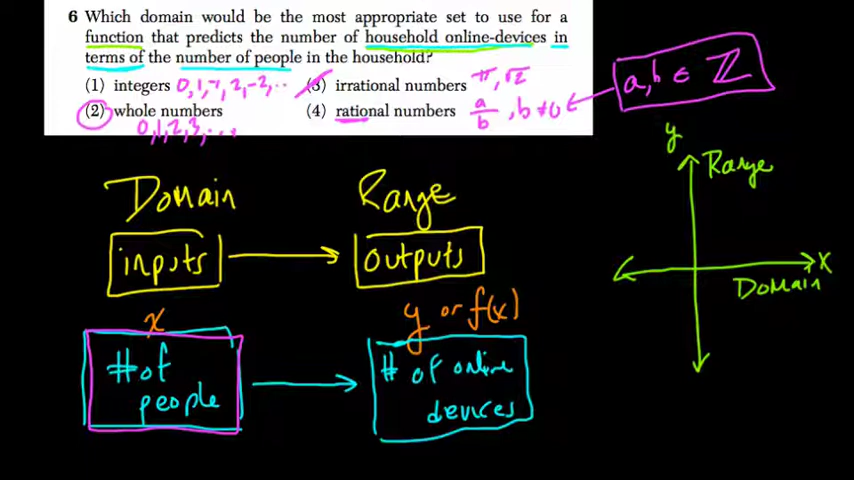 6 Which domain would be the most appropriate set to use for a
function that predicts the number of household online-devices in
terms of the number of people in the household?
(1) integers 0,1,-1,2,-2,..
(3) irrational numbers π,√2
(2) whole numbers
0,1,2,3,...
(4) rational numbers a/b , b≠0
a,b ∈ ℤ
y
Range
x
Domain
Domain
Range
inputs
outputs
x
y or f(x)
# of
people
# of online
devices